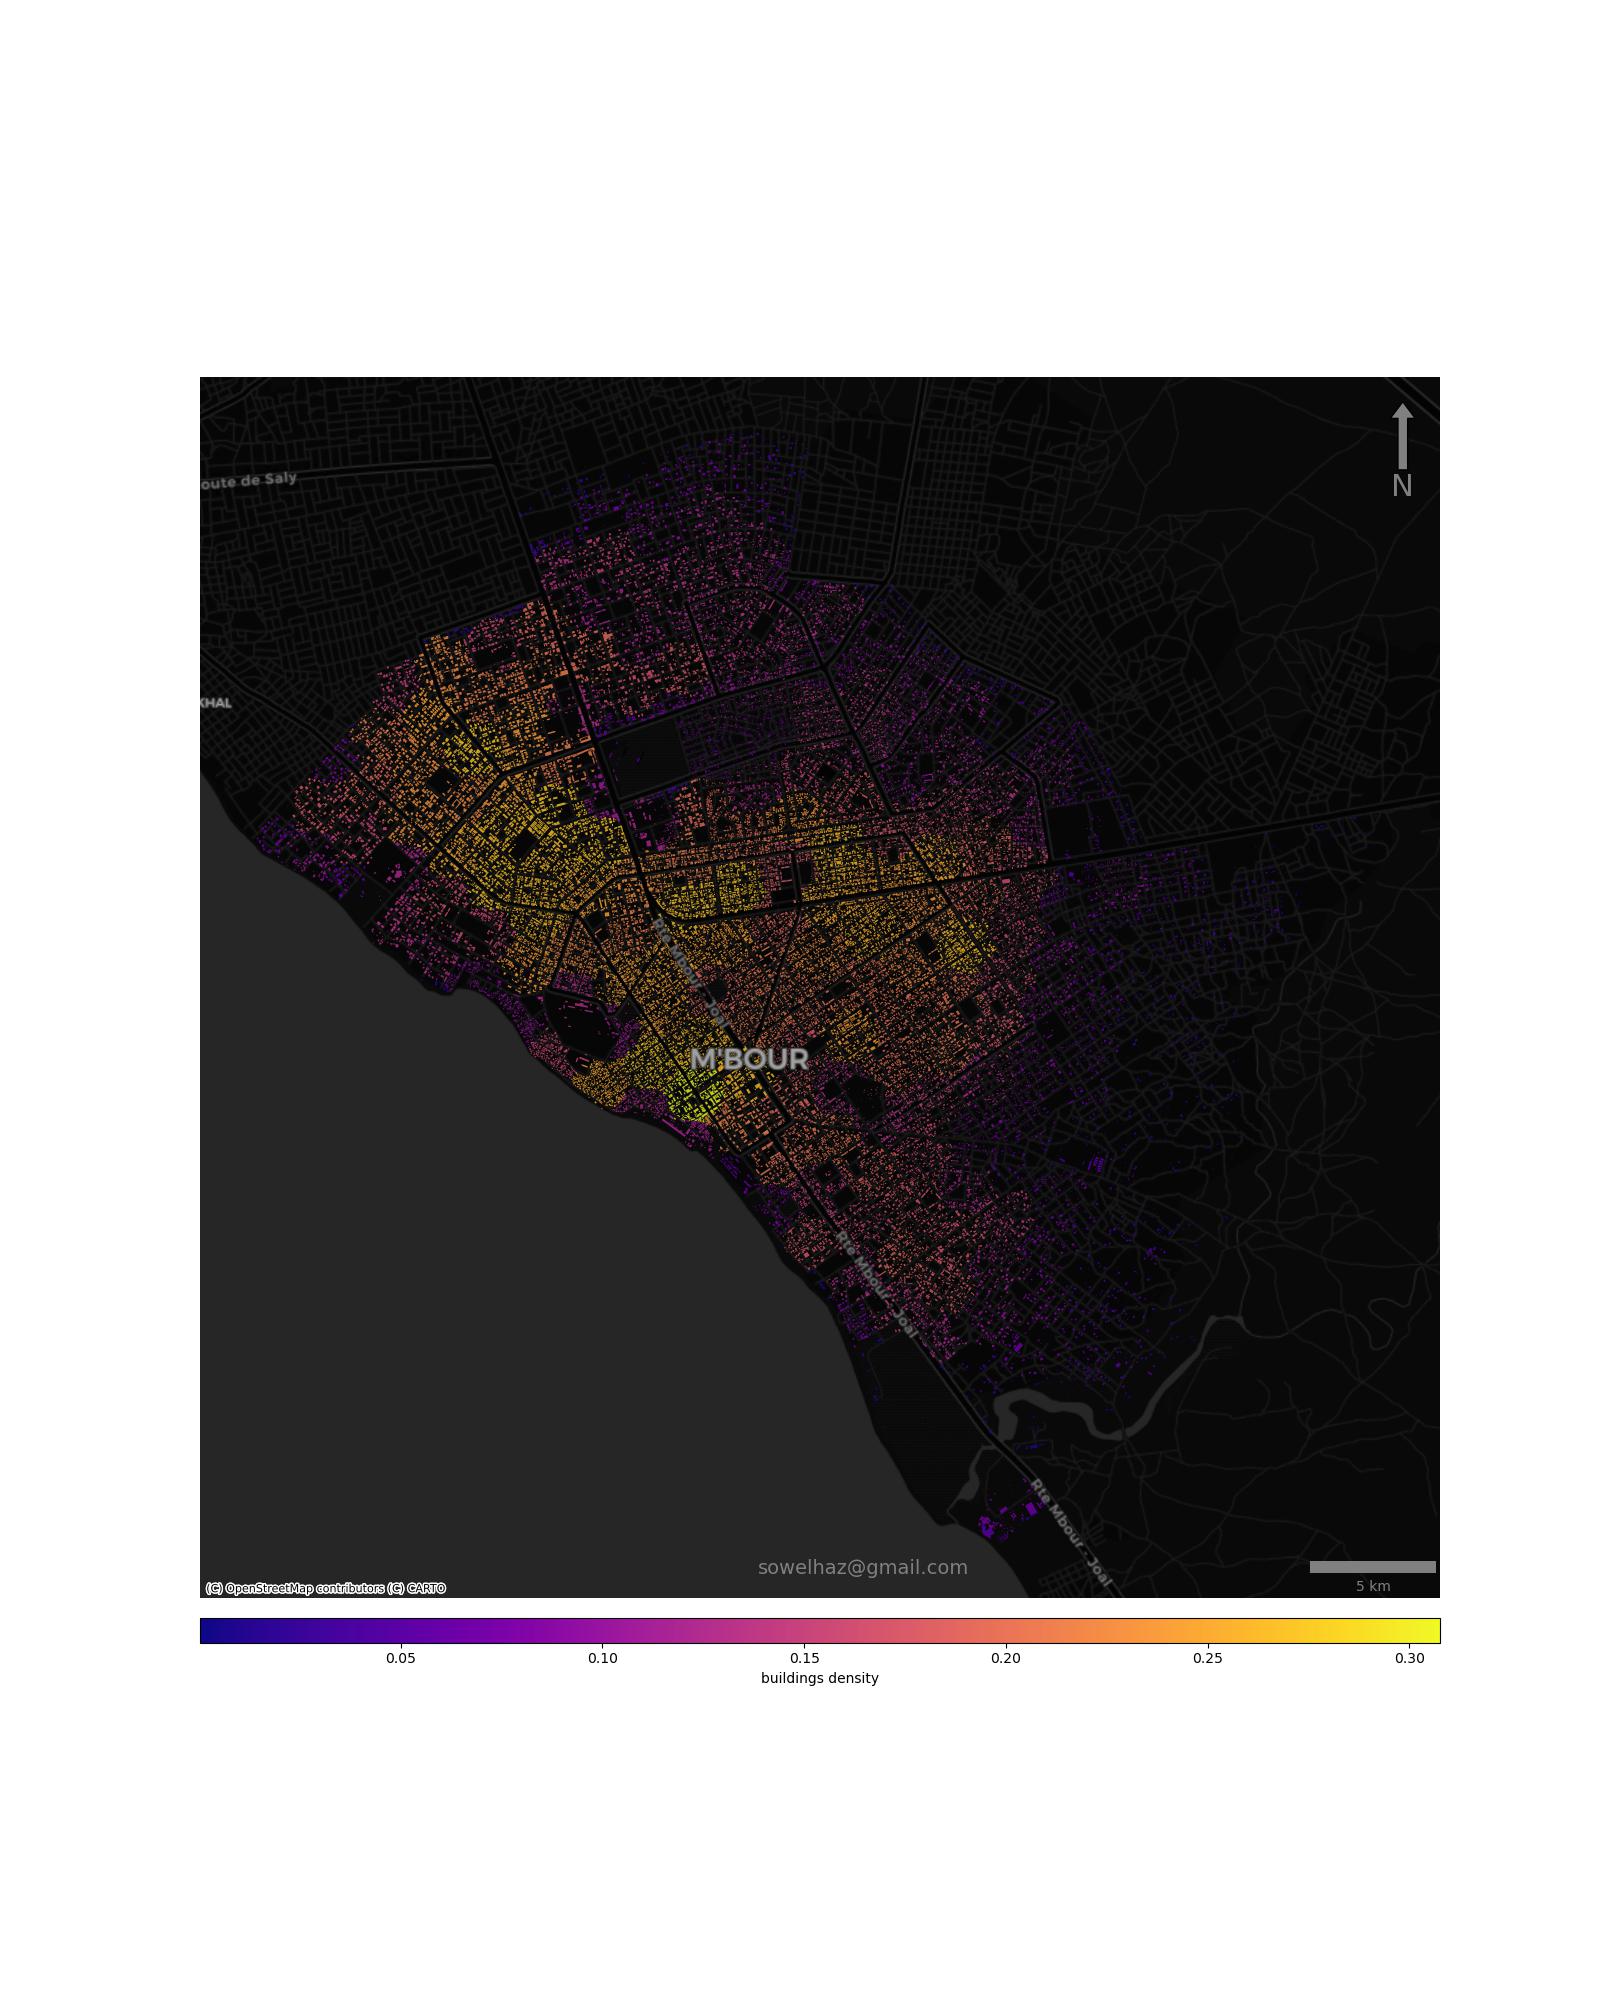 N
oute de Saly
KHAL
Rte Mbour - Joal
M'BOUR
Rte Mbour - Joal
Rte Mbour - Joal
sowelhaz@gmail.com
5 km
(C) OpenStreetMap contributors (C) CARTO
0.05 0.10 0.15 0.20 0.25 0.30
buildings density